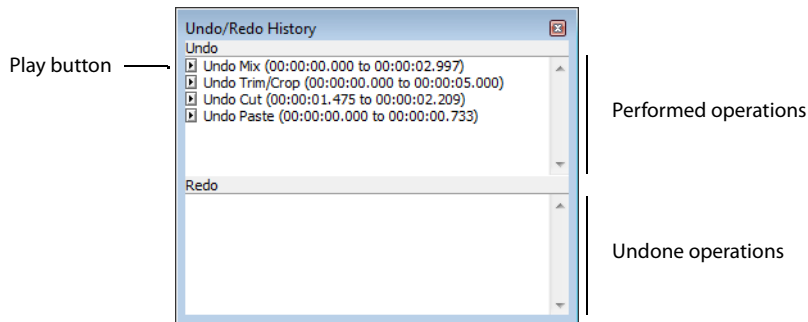 Undo/Redo History
Undo
Play button
Undo Mix (00:00:00.000 to 00:00:02.997)
Undo Trim/Crop (00:00:00.000 to 00:00:05.000)
Undo Cut (00:00:01.475 to 00:00:02.209)
Undo Paste (00:00:00.000 to 00:00:00.733)
Performed operations
Redo
Undone operations